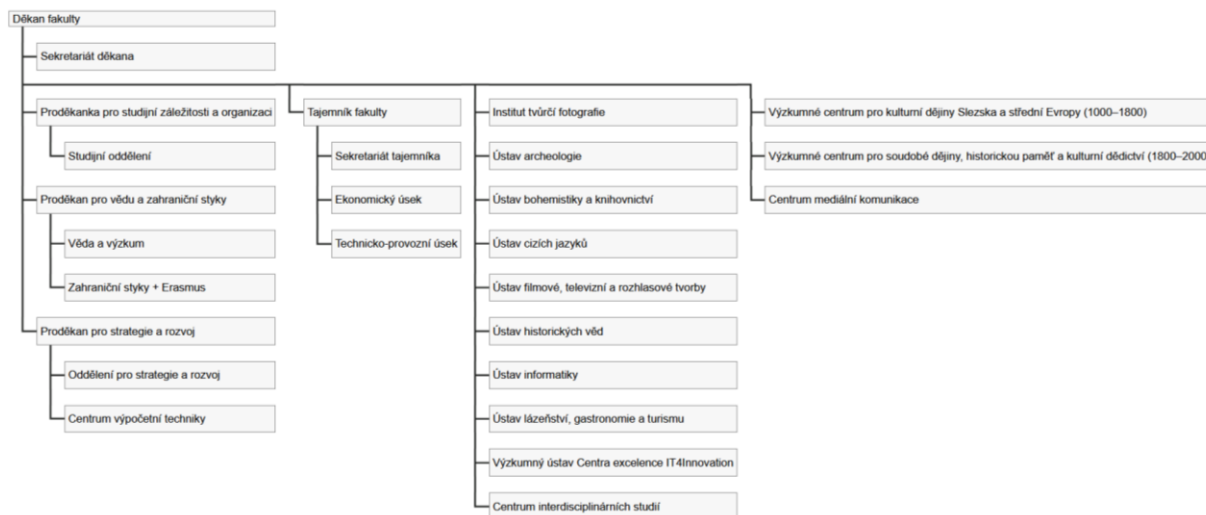 Děkan fakulty
Sekretariát děkana
Proděkanka pro studijní záležitosti a organizaci
Studijní oddělení
Proděkan pro vědu a zahraniční styky
Věda a výzkum
Zahraniční styky + Erasmus
Proděkan pro strategie a rozvoj
Oddělení pro strategie a rozvoj
Centrum výpočetní techniky
Tajemník fakulty
Sekretariát tajemníka
Ekonomický úsek
Technicko-provozní úsek
Institut tvůrčí fotografie
Ústav archeologie
Ústav bohemistiky a knihovnictví
Ústav cizích jazyků
Ústav filmové, televizní a rozhlasové tvorby
Ústav historických věd
Ústav informatiky
Ústav lázeňství, gastronomie a turismu
Výzkumný ústav Centra excelence IT4Innovation
Centrum interdisciplinárních studií
Výzkumné centrum pro kulturní dějiny Slezska a střední Evropy (1000–1800)
Výzkumné centrum pro soudobé dějiny, historickou paměť a kulturní dědictví (1800–2000
Centrum mediální komunikace